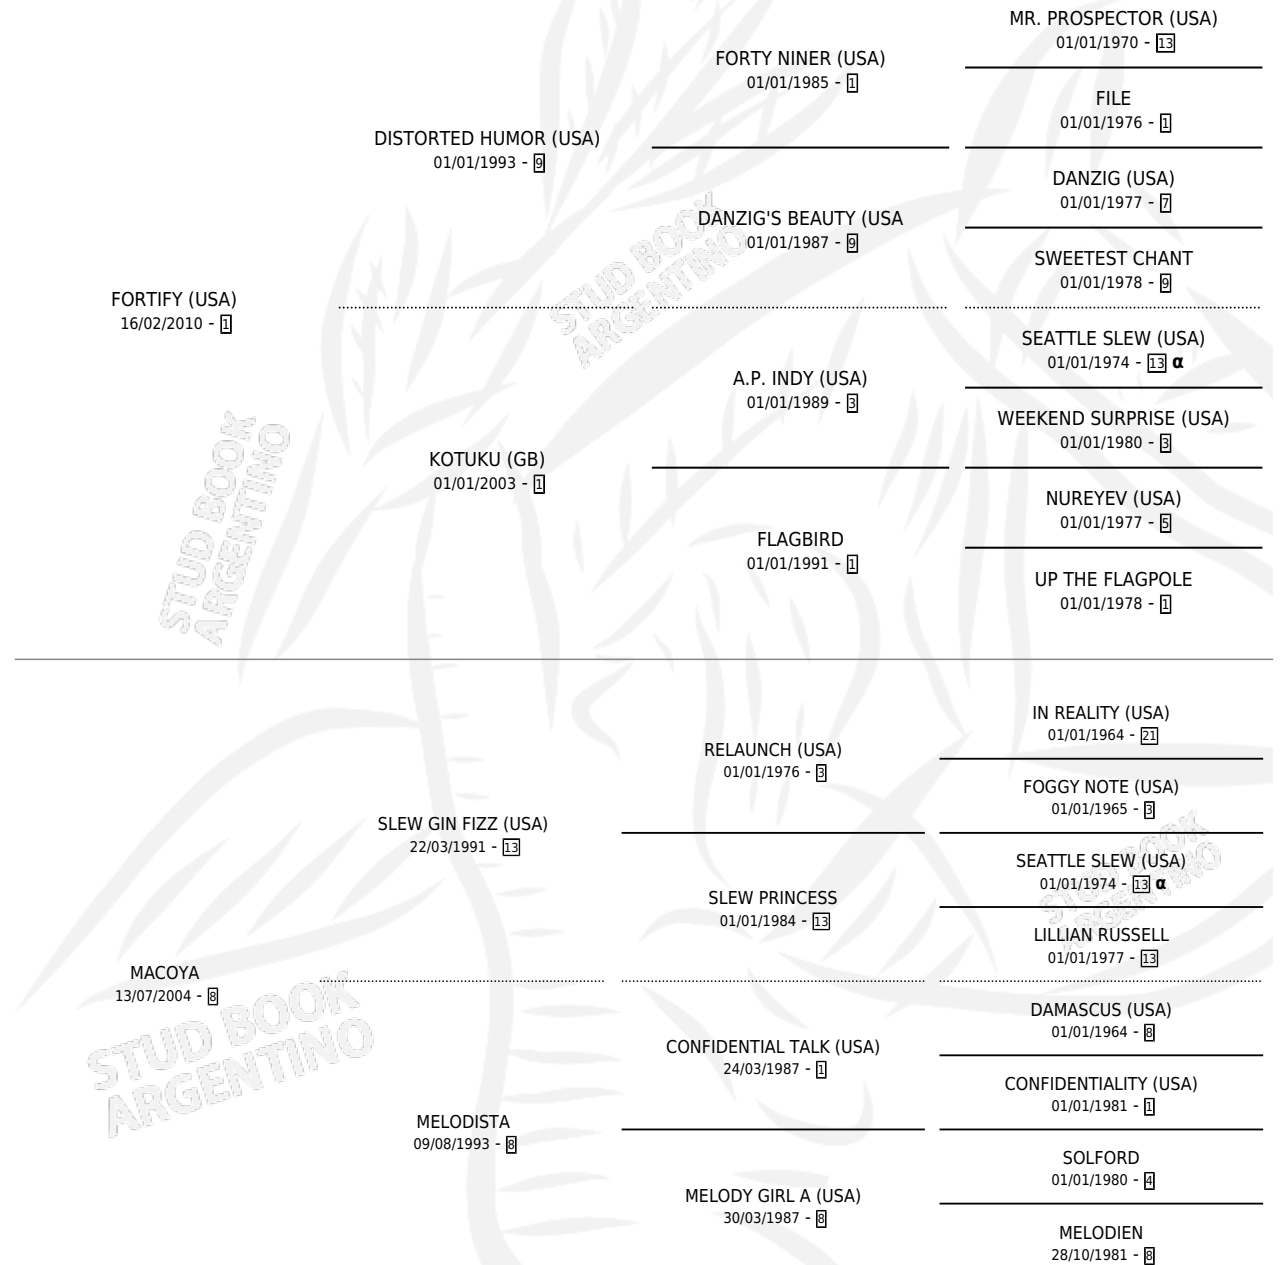 MR. PROSPECTOR (USA)
01/01/1970 - 13
FORTY NINER (USA)
01/01/1985 - 1
FILE
01/01/1976 - 1
DISTORTED HUMOR (USA)
01/01/1993 - 9
DANZIG (USA)
01/01/1977 - 7
DANZIG'S BEAUTY (USA
01/01/1987 - 9
SWEETEST CHANT
01/01/1978 - 9
FORTIFY (USA)
16/02/2010 - 1
SEATTLE SLEW (USA)
01/01/1974 - 13 α
A.P. INDY (USA)
01/01/1989 - 3
WEEKEND SURPRISE (USA)
01/01/1980 - 3
KOTUKU (GB)
01/01/2003 - 1
NUREYEV (USA)
01/01/1977 - 5
FLAGBIRD
01/01/1991 - 1
UP THE FLAGPOLE
01/01/1978 - 1
IN REALITY (USA)
01/01/1964 - 21
RELAUNCH (USA)
01/01/1976 - 3
FOGGY NOTE (USA)
01/01/1965 - 3
SLEW GIN FIZZ (USA)
22/03/1991 - 13
SEATTLE SLEW (USA)
01/01/1974 - 13 α
SLEW PRINCESS
01/01/1984 - 13
LILLIAN RUSSELL
01/01/1977 - 13
MACOYA
13/07/2004 - 8
DAMASCUS (USA)
01/01/1964 - 8
CONFIDENTIAL TALK (USA)
24/03/1987 - 1
CONFIDENTIALITY (USA)
01/01/1981 - 1
MELODISTA
09/08/1993 - 8
SOLFORD
01/01/1980 - 4
MELODY GIRL A (USA)
30/03/1987 - 8
MELODIEN
28/10/1981 - 8
STUD BOOK
ARGENTINO
STUD BOOK
ARGENTINO
STUD BOOK
ARGENTINO
STUD BOOK
ARGENTINO